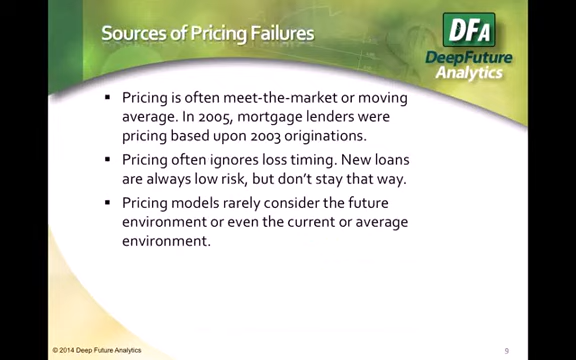 Sources of Pricing Failures
DFA
DeepFuture
Analytics
▪ Pricing is often meet-the-market or moving
average. In 2005, mortgage lenders were
pricing based upon 2003 originations.
▪ Pricing often ignores loss timing. New loans
are always low risk, but don't stay that way.
▪ Pricing models rarely consider the future
environment or even the current or average
environment.
© 2014 Deep Future Analytics
9